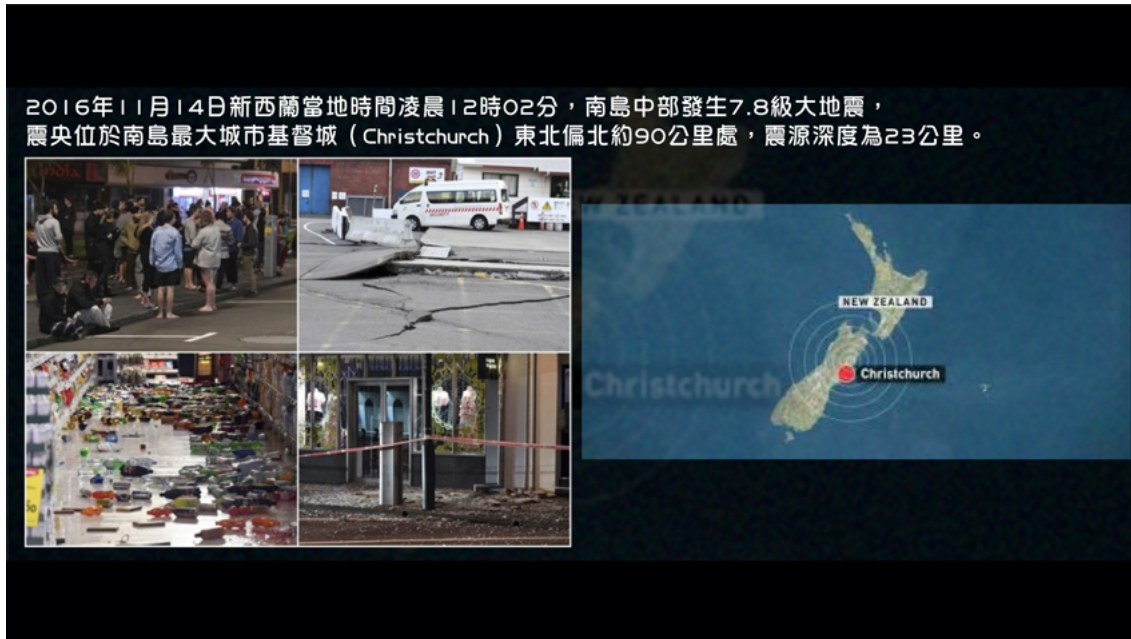 2016年11月14日新西蘭當地時間凌晨12時02分，南島中部發生7.8級大地震，
震央位於南島最大城市基督城（Christchurch）東北偏北約90公里處，震源深度為23公里。
NEW ZEALAND
Christchurch
SECURITY
NEW ZEALAND
Christchurch